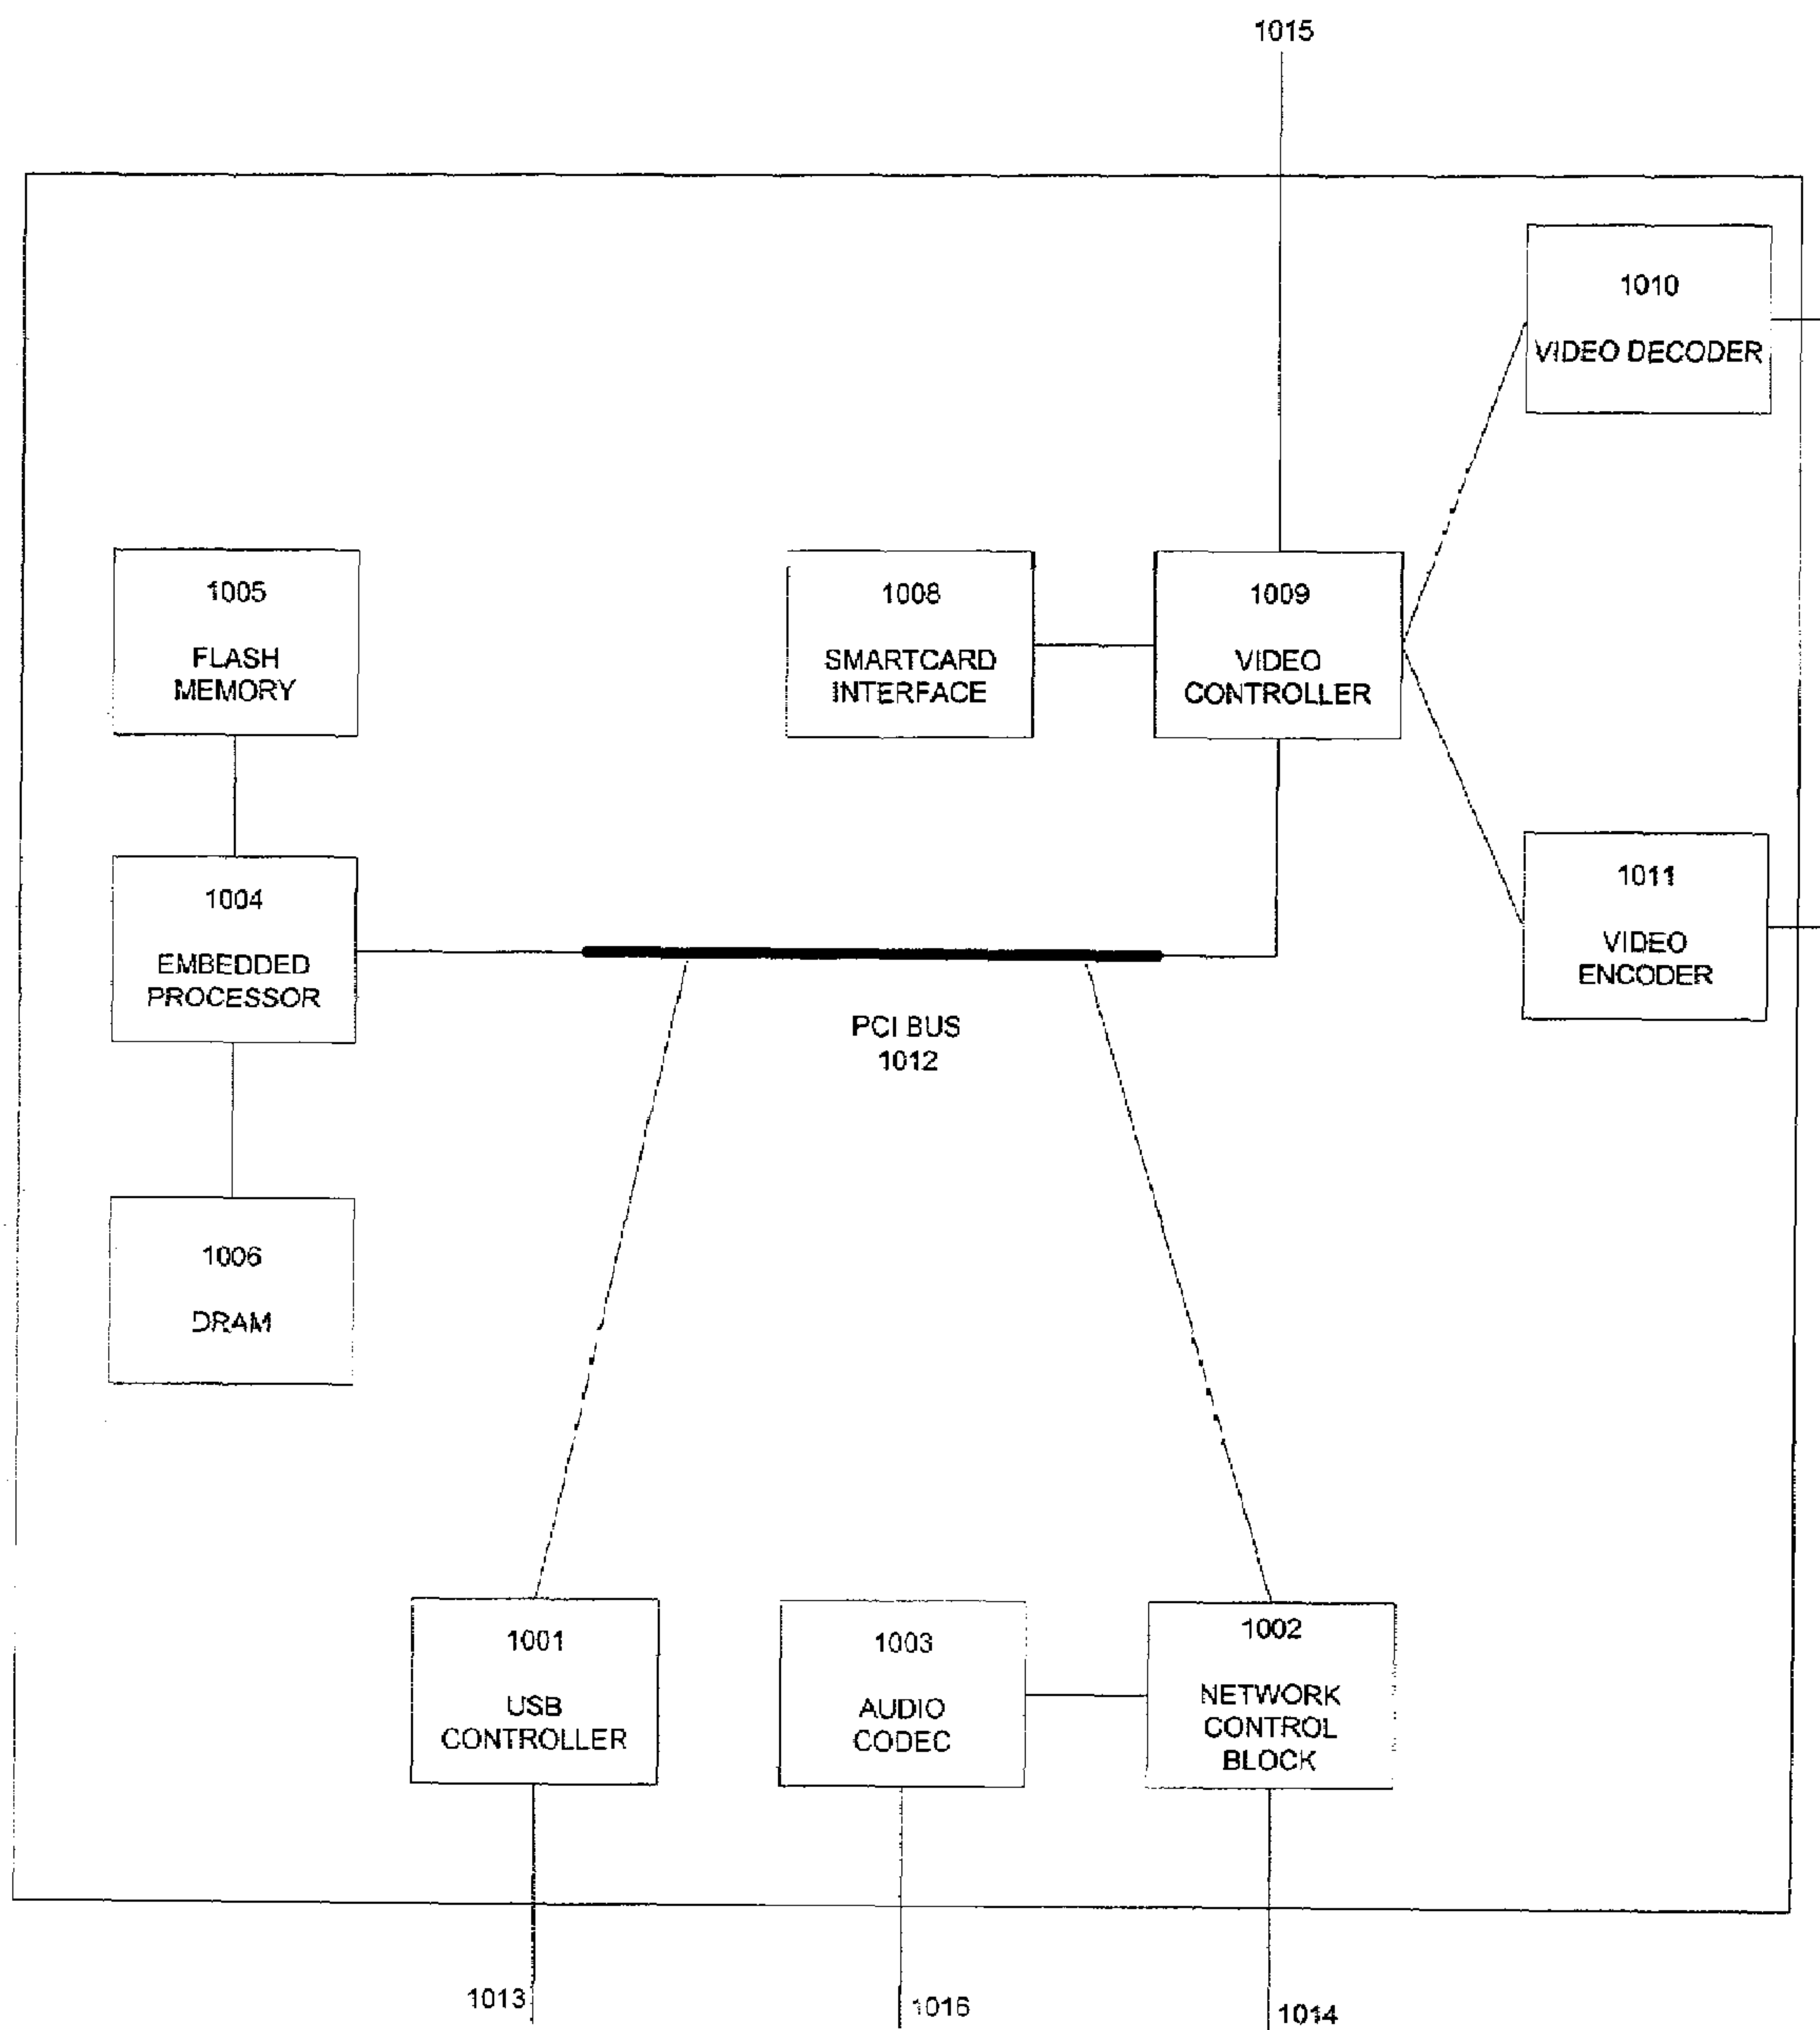 1015
1010
VIDEO DECODER
1005
FLASH
MEMORY
1008
SMARTCARD
INTERFACE
1009
VIDEO
CONTROLLER
1004
EMBEDDED
PROCESSOR
1011
VIDEO
ENCODER
PCI BUS
1012
1006
DRAM
1001
USB
CONTROLLER
1003
AUDIO
CODEC
1002
NETWORK
CONTROL
BLOCK
1013
1016
1014